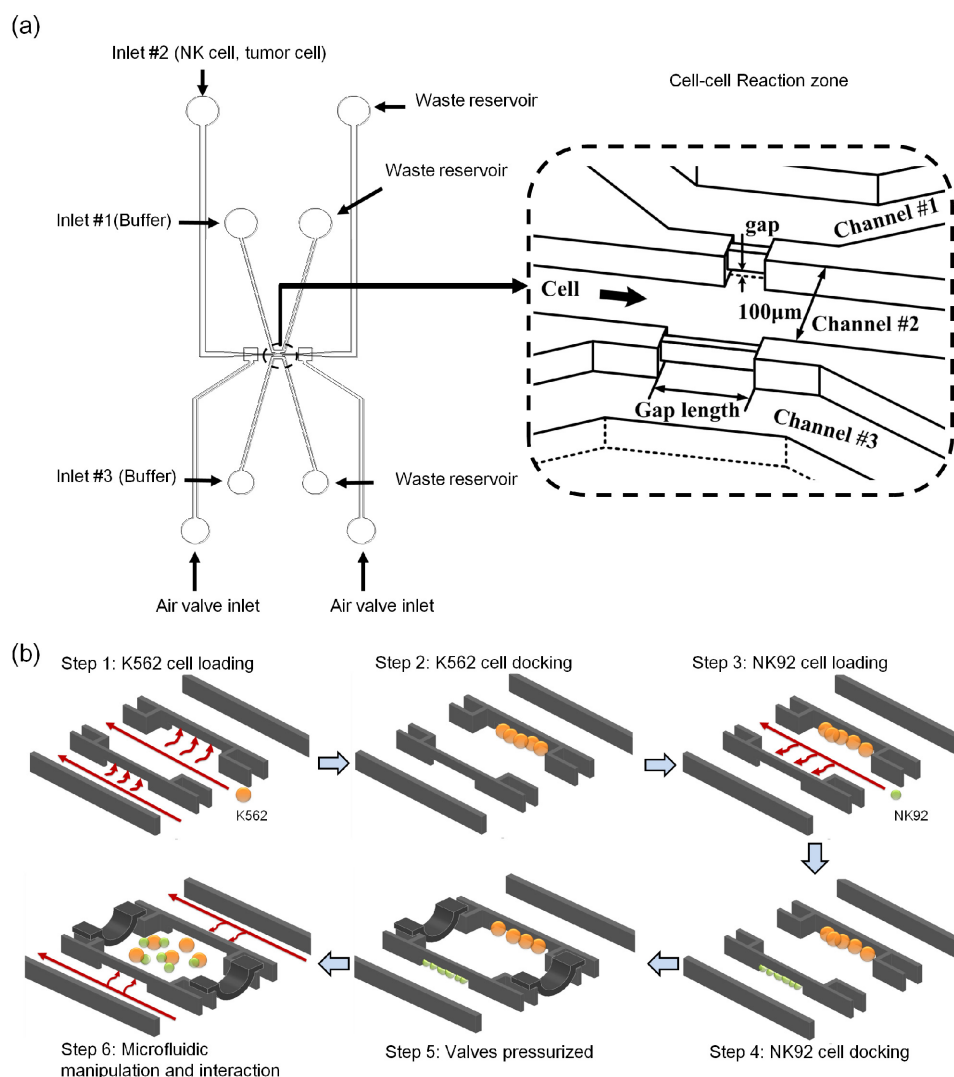 (a)
Inlet #2 (NK cell, tumor cell)
Waste reservoir
Cell-cell Reaction zone
Waste reservoir
Inlet #1(Buffer)
Channel #1
gap
Cell
100μm
Channel #2
Gap length
Channel #3
Inlet #3 (Buffer)
Waste reservoir
Air valve inlet
Air valve inlet
(b)
Step 1: K562 cell loading
Step 2: K562 cell docking
Step 3: NK92 cell loading
K562
NK92
Step 6: Microfluidic
manipulation and interaction
Step 5: Valves pressurized
Step 4: NK92 cell docking